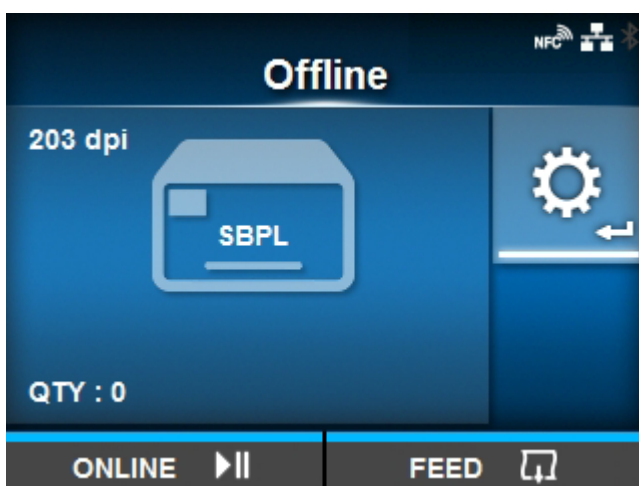 NFC
Offline
203 dpi
SBPL
QTY : 0
ONLINE
FEED